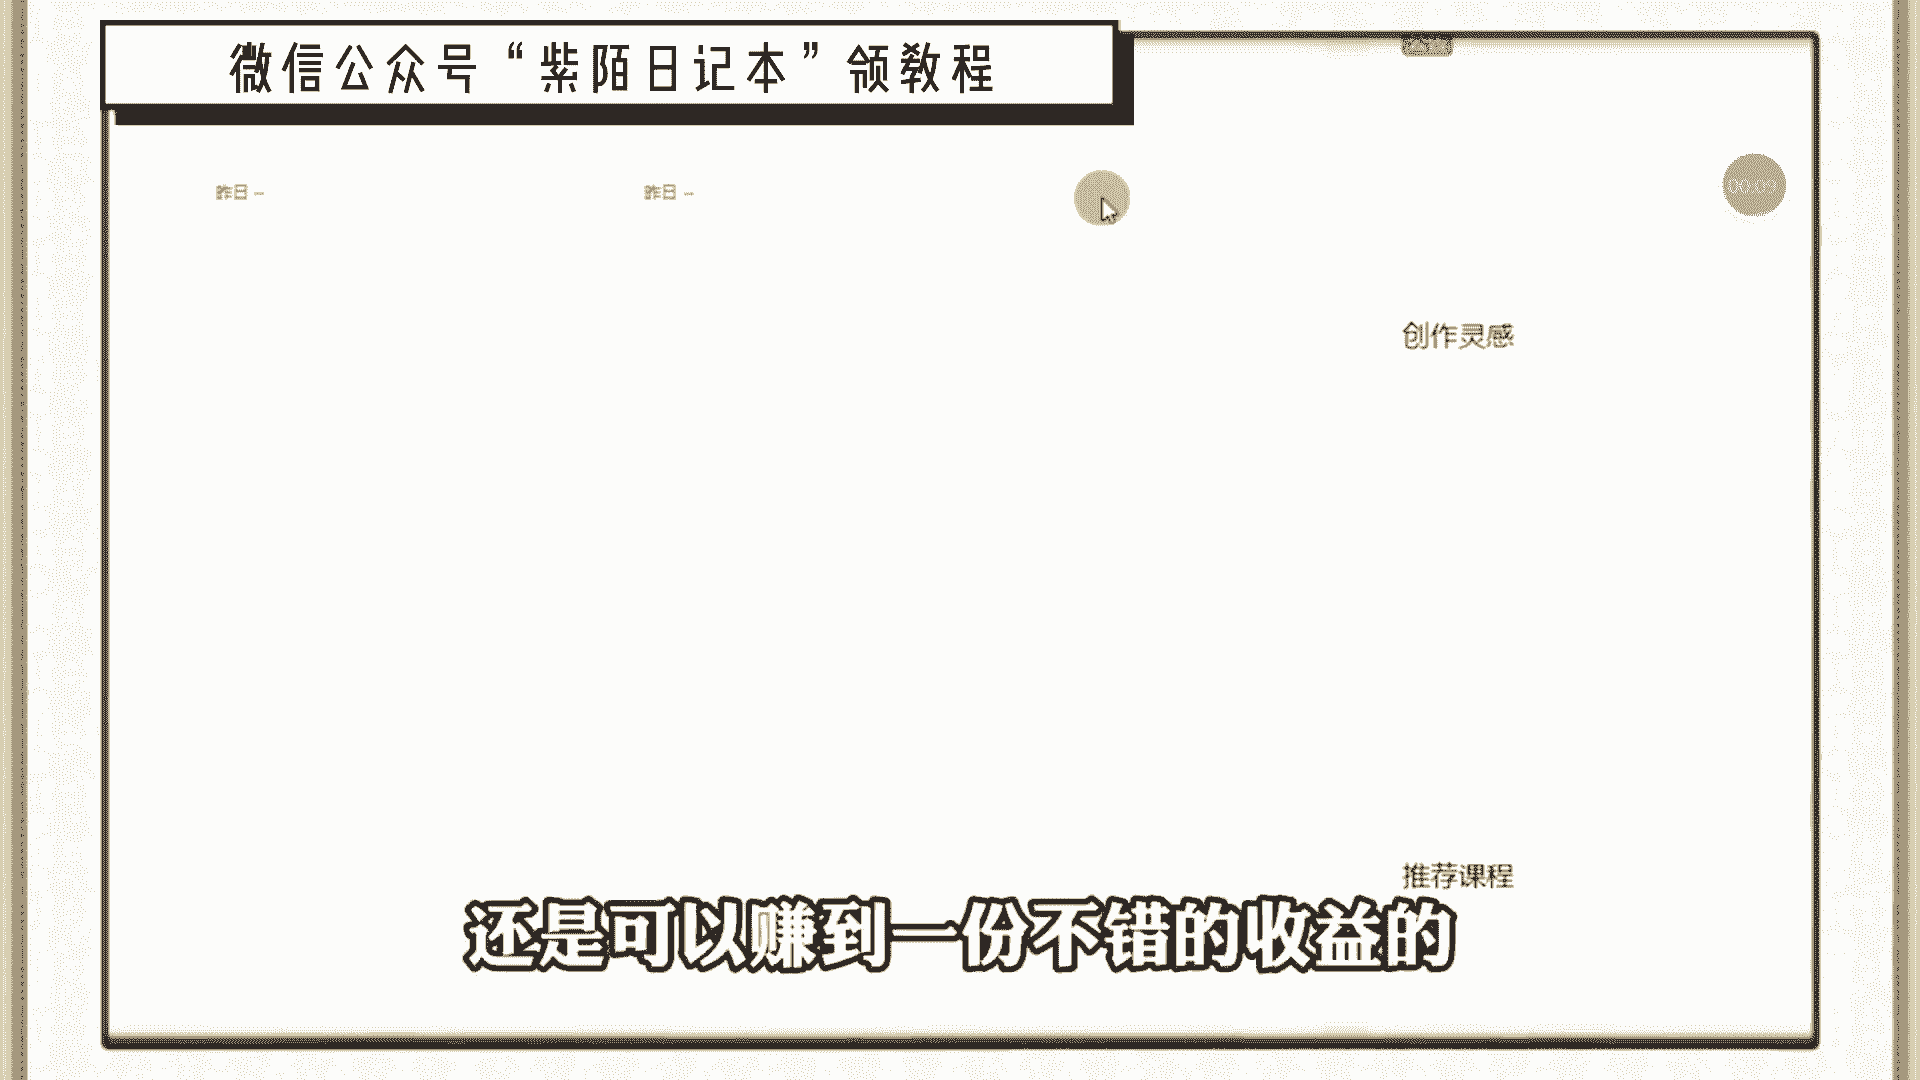 微信公众号“紫陌日记本”领教程
昨日 -- 昨日 --
00:09
创作灵感
推荐课程
还是可以赚到一份不错的收益的